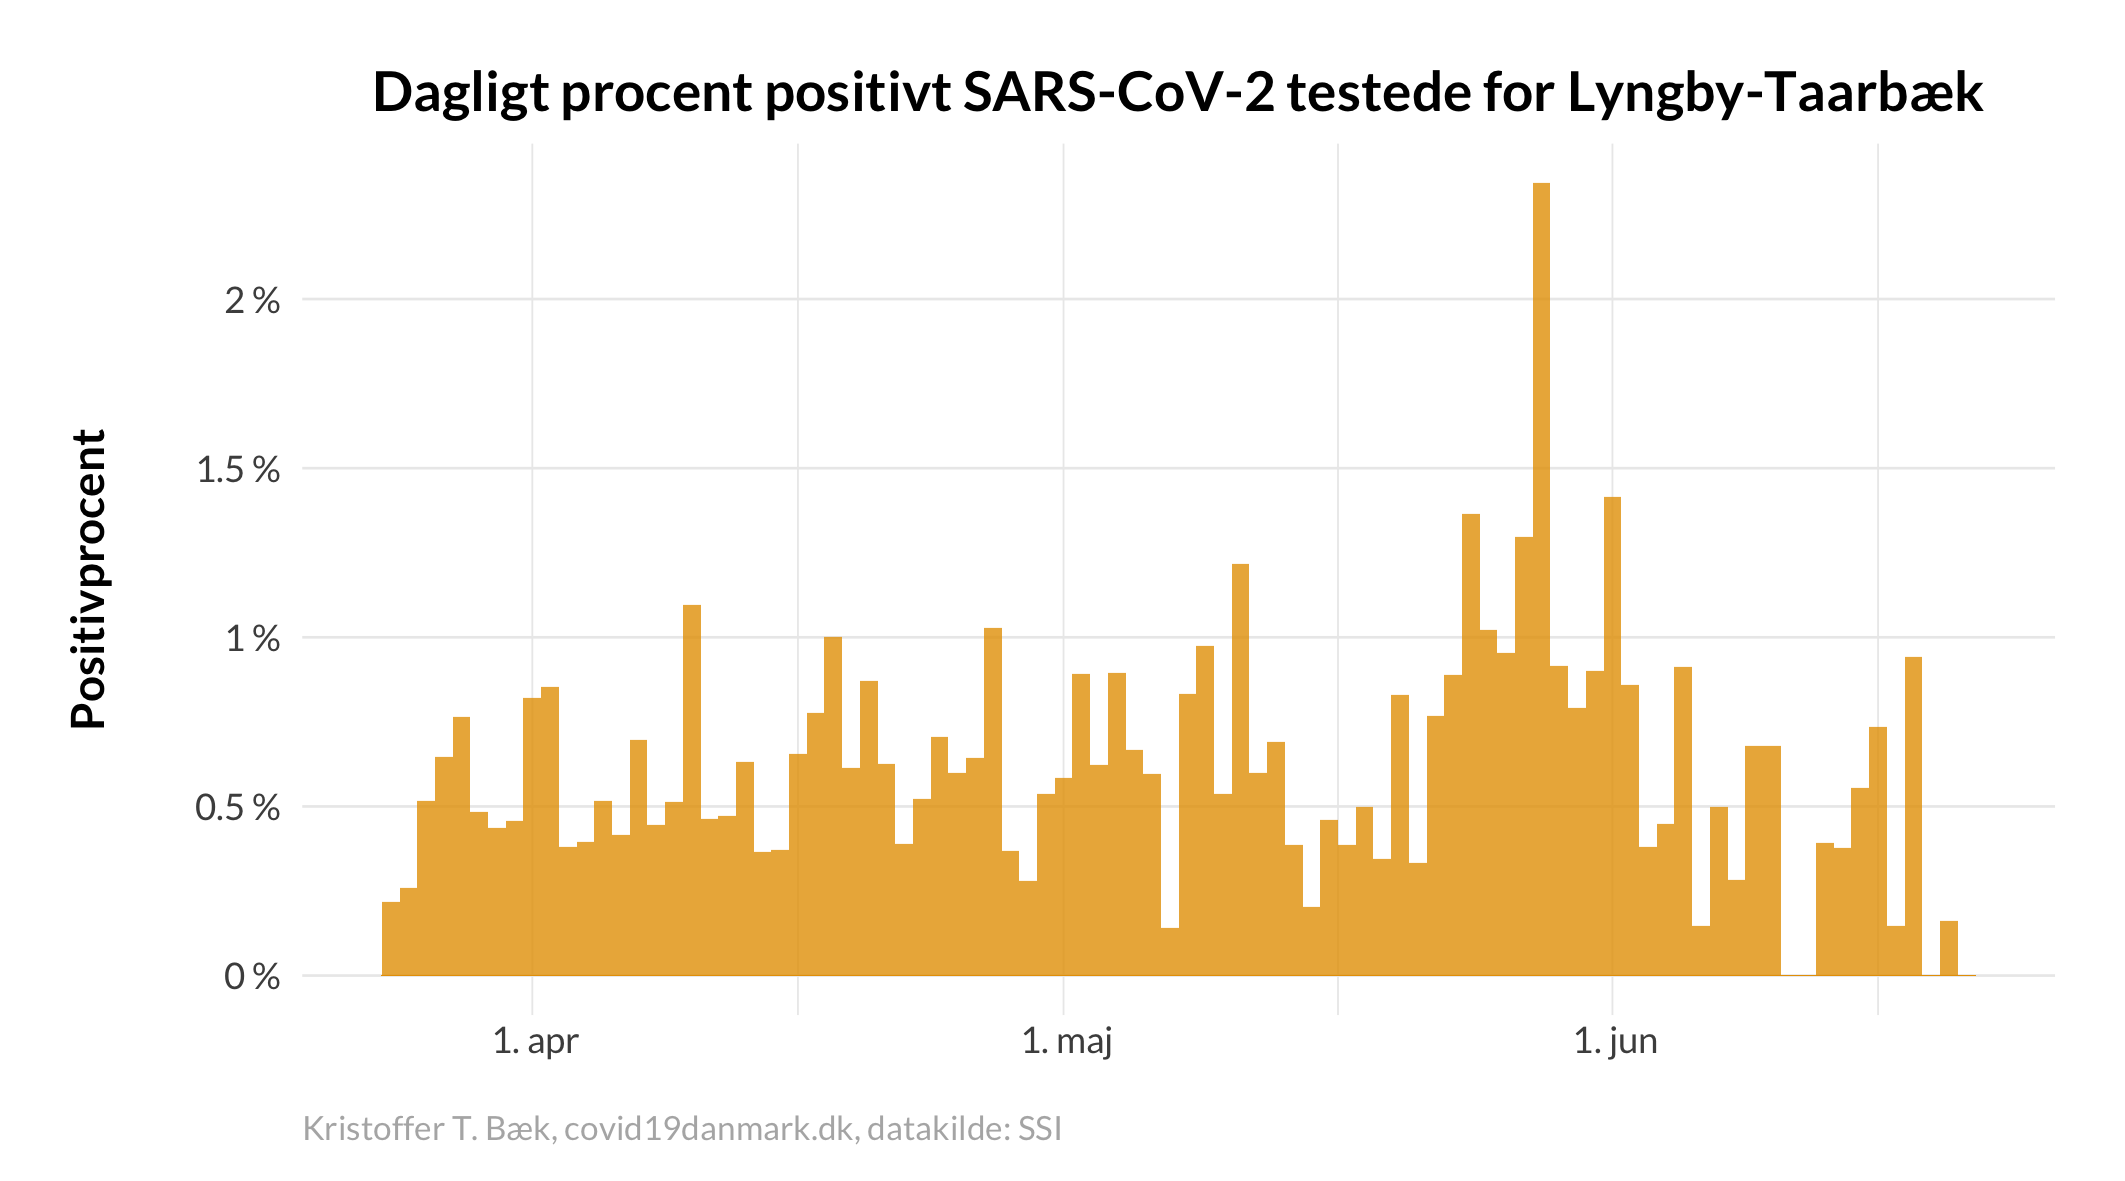 Dagligt procent positivt SARS-CoV-2 testede for Lyngby-Taarbæk
Positivprocent
2 %
1.5 %
1 %
0.5 %
0 %
1. apr
1. maj
1. jun
Kristoffer T. Bæk, covid19danmark.dk, datakilde: SSI